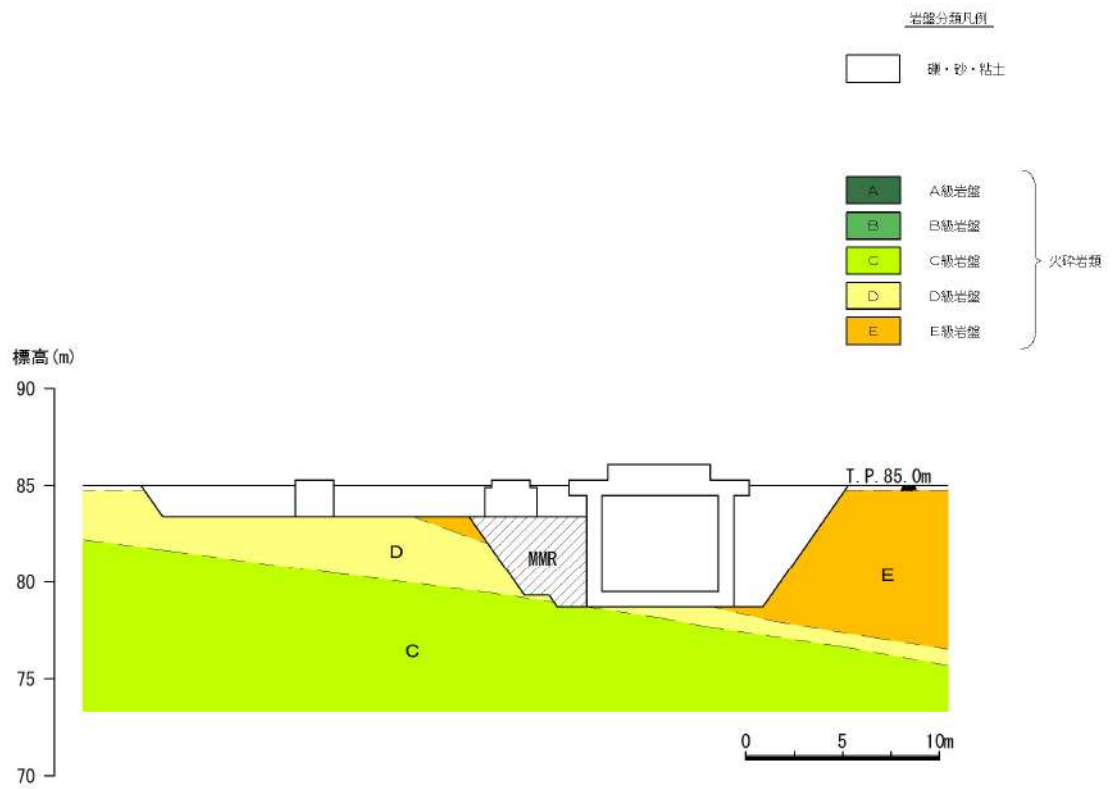 岩盤分類凡例
礫・砂・粘土
A A級岩盤
B B級岩盤
C C級岩盤
D D級岩盤
E E級岩盤
火砕岩類
標高(m)
90
85
80
75
70
T.P.85.0m
D
MMR
E
C
0 5 10m